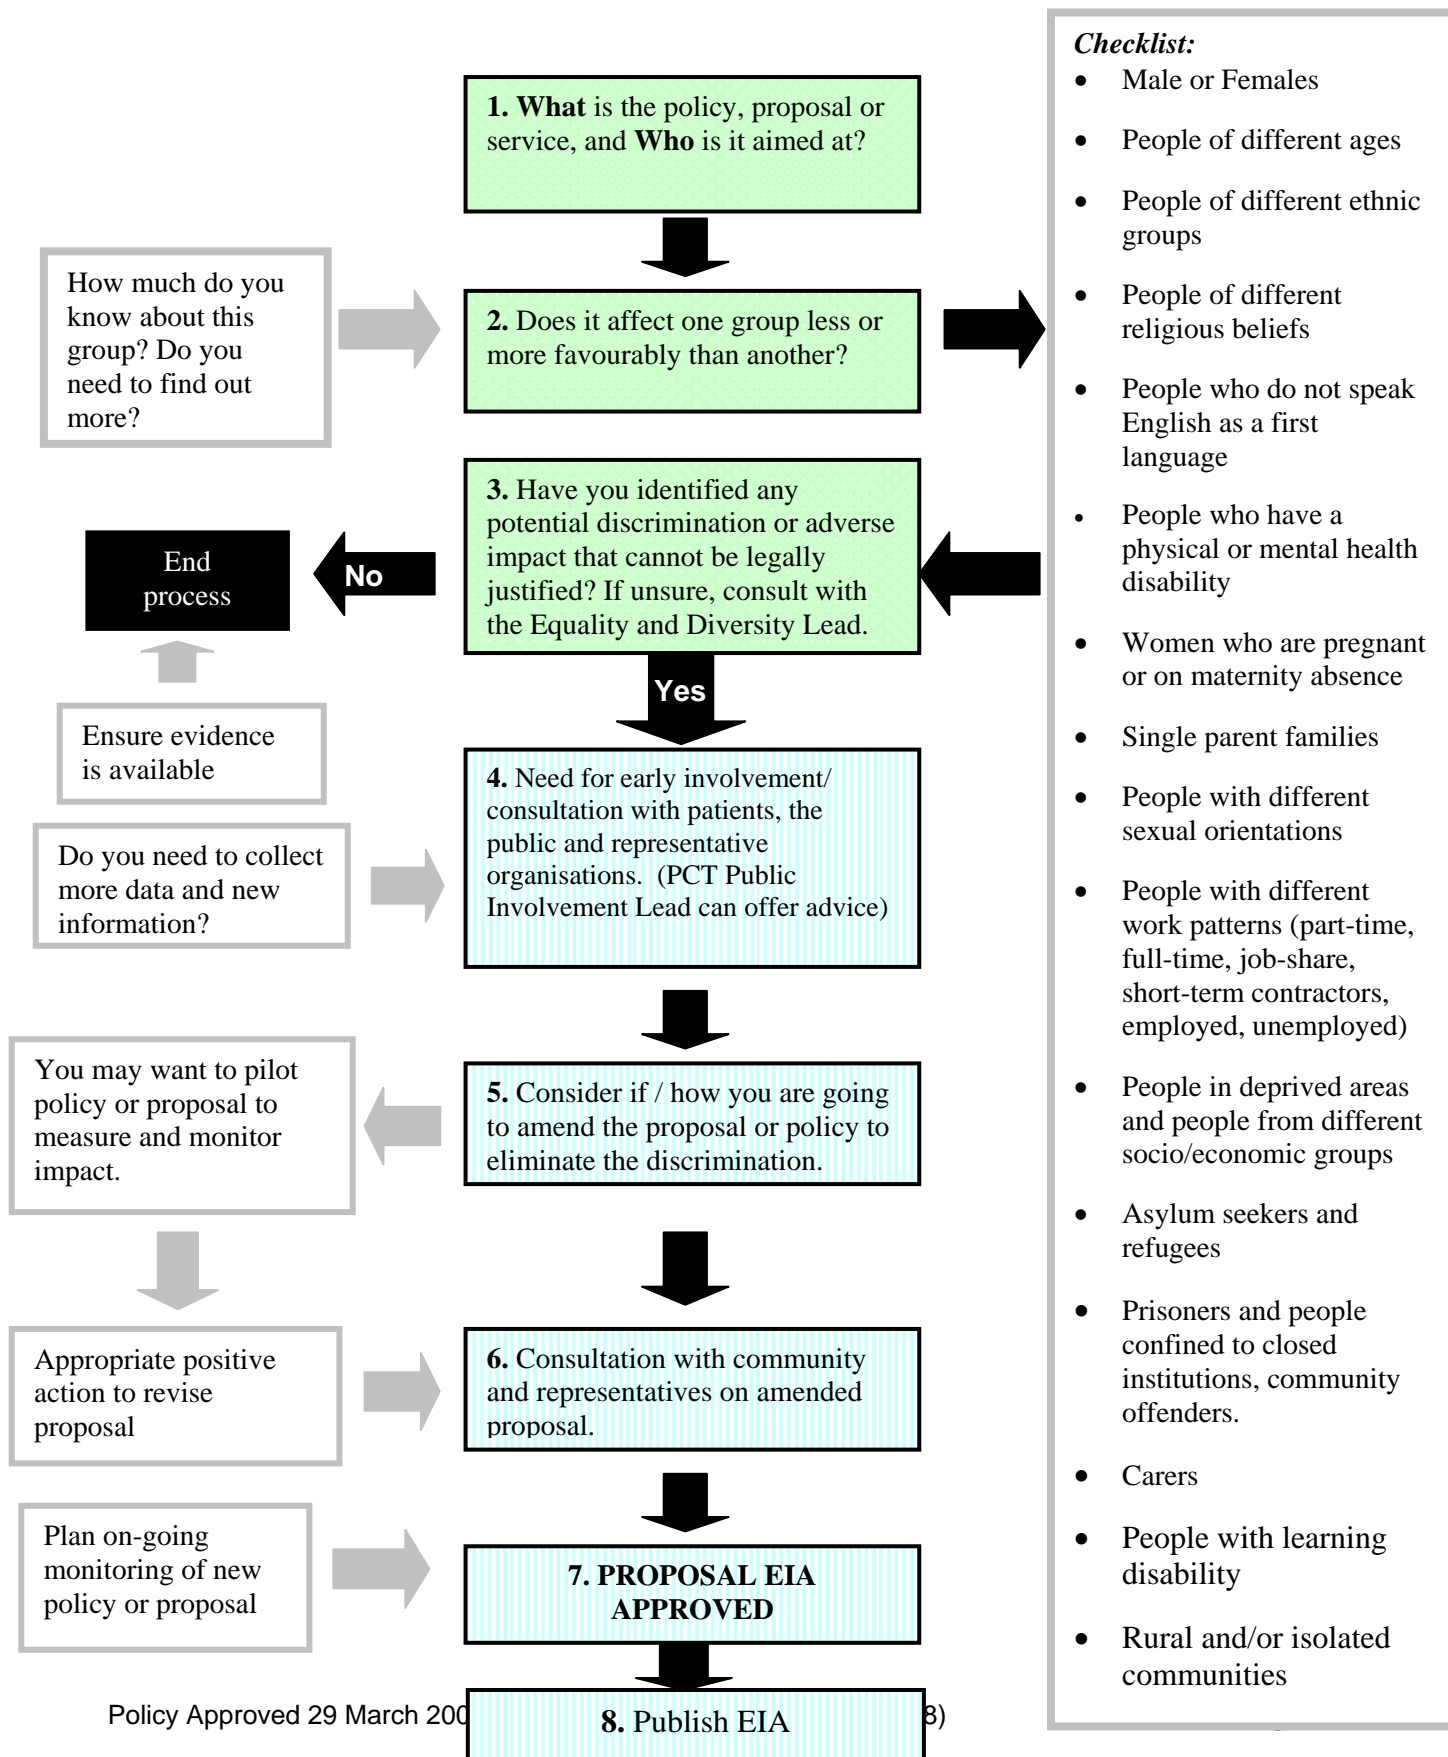 1. What is the policy, proposal or
service, and Who is it aimed at?
How much do you
know about this
group? Do you
need to find out
more?
2. Does it affect one group less or
more favourably than another?
Checklist:
• Male or Females
• People of different ages
• People of different ethnic
groups
• People of different
religious beliefs
• People who do not speak
English as a first
language
• People who have a
physical or mental health
disability
• Women who are pregnant
or on maternity absence
• Single parent families
• People with different
sexual orientations
• People with different
work patterns (part-time,
full-time, job-share,
short-term contractors,
employed, unemployed)
• People in deprived areas
and people from different
socio/economic groups
• Asylum seekers and
refugees
• Prisoners and people
confined to closed
institutions, community
offenders.
• Carers
• People with learning
disability
• Rural and/or isolated
communities
3. Have you identified any
potential discrimination or adverse
impact that cannot be legally
justified? If unsure, consult with
the Equality and Diversity Lead.
No
End
process
Ensure evidence
is available
Yes
4. Need for early involvement/
consultation with patients, the
public and representative
organisations. (PCT Public
Involvement Lead can offer advice)
Do you need to collect
more data and new
information?
5. Consider if / how you are going
to amend the proposal or policy to
eliminate the discrimination.
You may want to pilot
policy or proposal to
measure and monitor
impact.
Appropriate positive
action to revise
proposal
6. Consultation with community
and representatives on amended
proposal.
Plan on-going
monitoring of new
policy or proposal
7. PROPOSAL EIA
APPROVED
8. Publish EIA
Policy Approved 29 March 200 8)